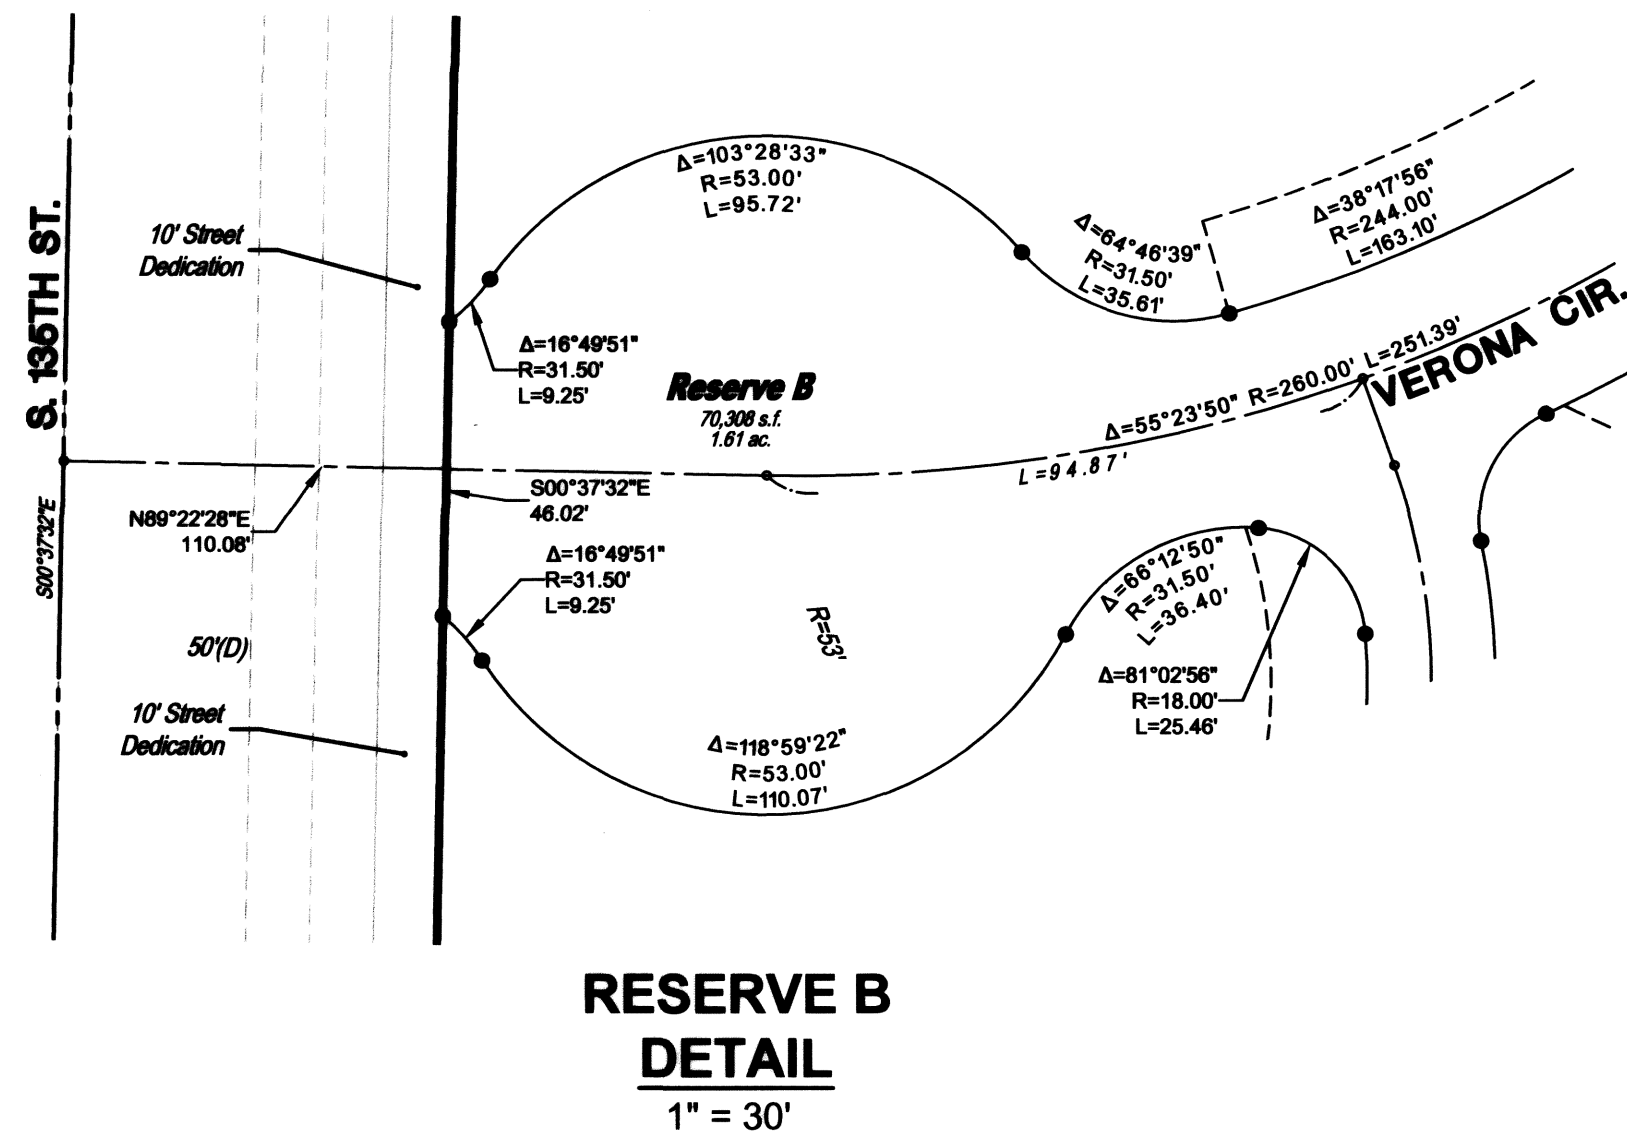 Δ=103°28'33"
R=53.00'
L=95.72'
Δ=64°46'39"
R=31.50'
L=35.61'
Δ=38°17'56"
R=244.00'
L=163.10'
S. 135TH ST.
10' Street
Dedication
Δ=16°49'51"
R=31.50'
L=9.25'
Reserve B
70,308 s.f.
1.61 ac.
Δ=55°23'50" R=260.00' L=251.39'
VERONA CIR.
L=94.87'
S00°37'32"E
N89°22'28"E
110.08'
S00°37'32"E
46.02'
Δ=16°49'51"
R=31.50'
L=9.25'
R=53'
Δ=66°12'50"
R=31.50'
L=36.40'
50'(D)
Δ=81°02'56"
R=18.00'
L=25.46'
10' Street
Dedication
Δ=118°59'22"
R=53.00'
L=110.07'
RESERVE B
DETAIL
1" = 30'